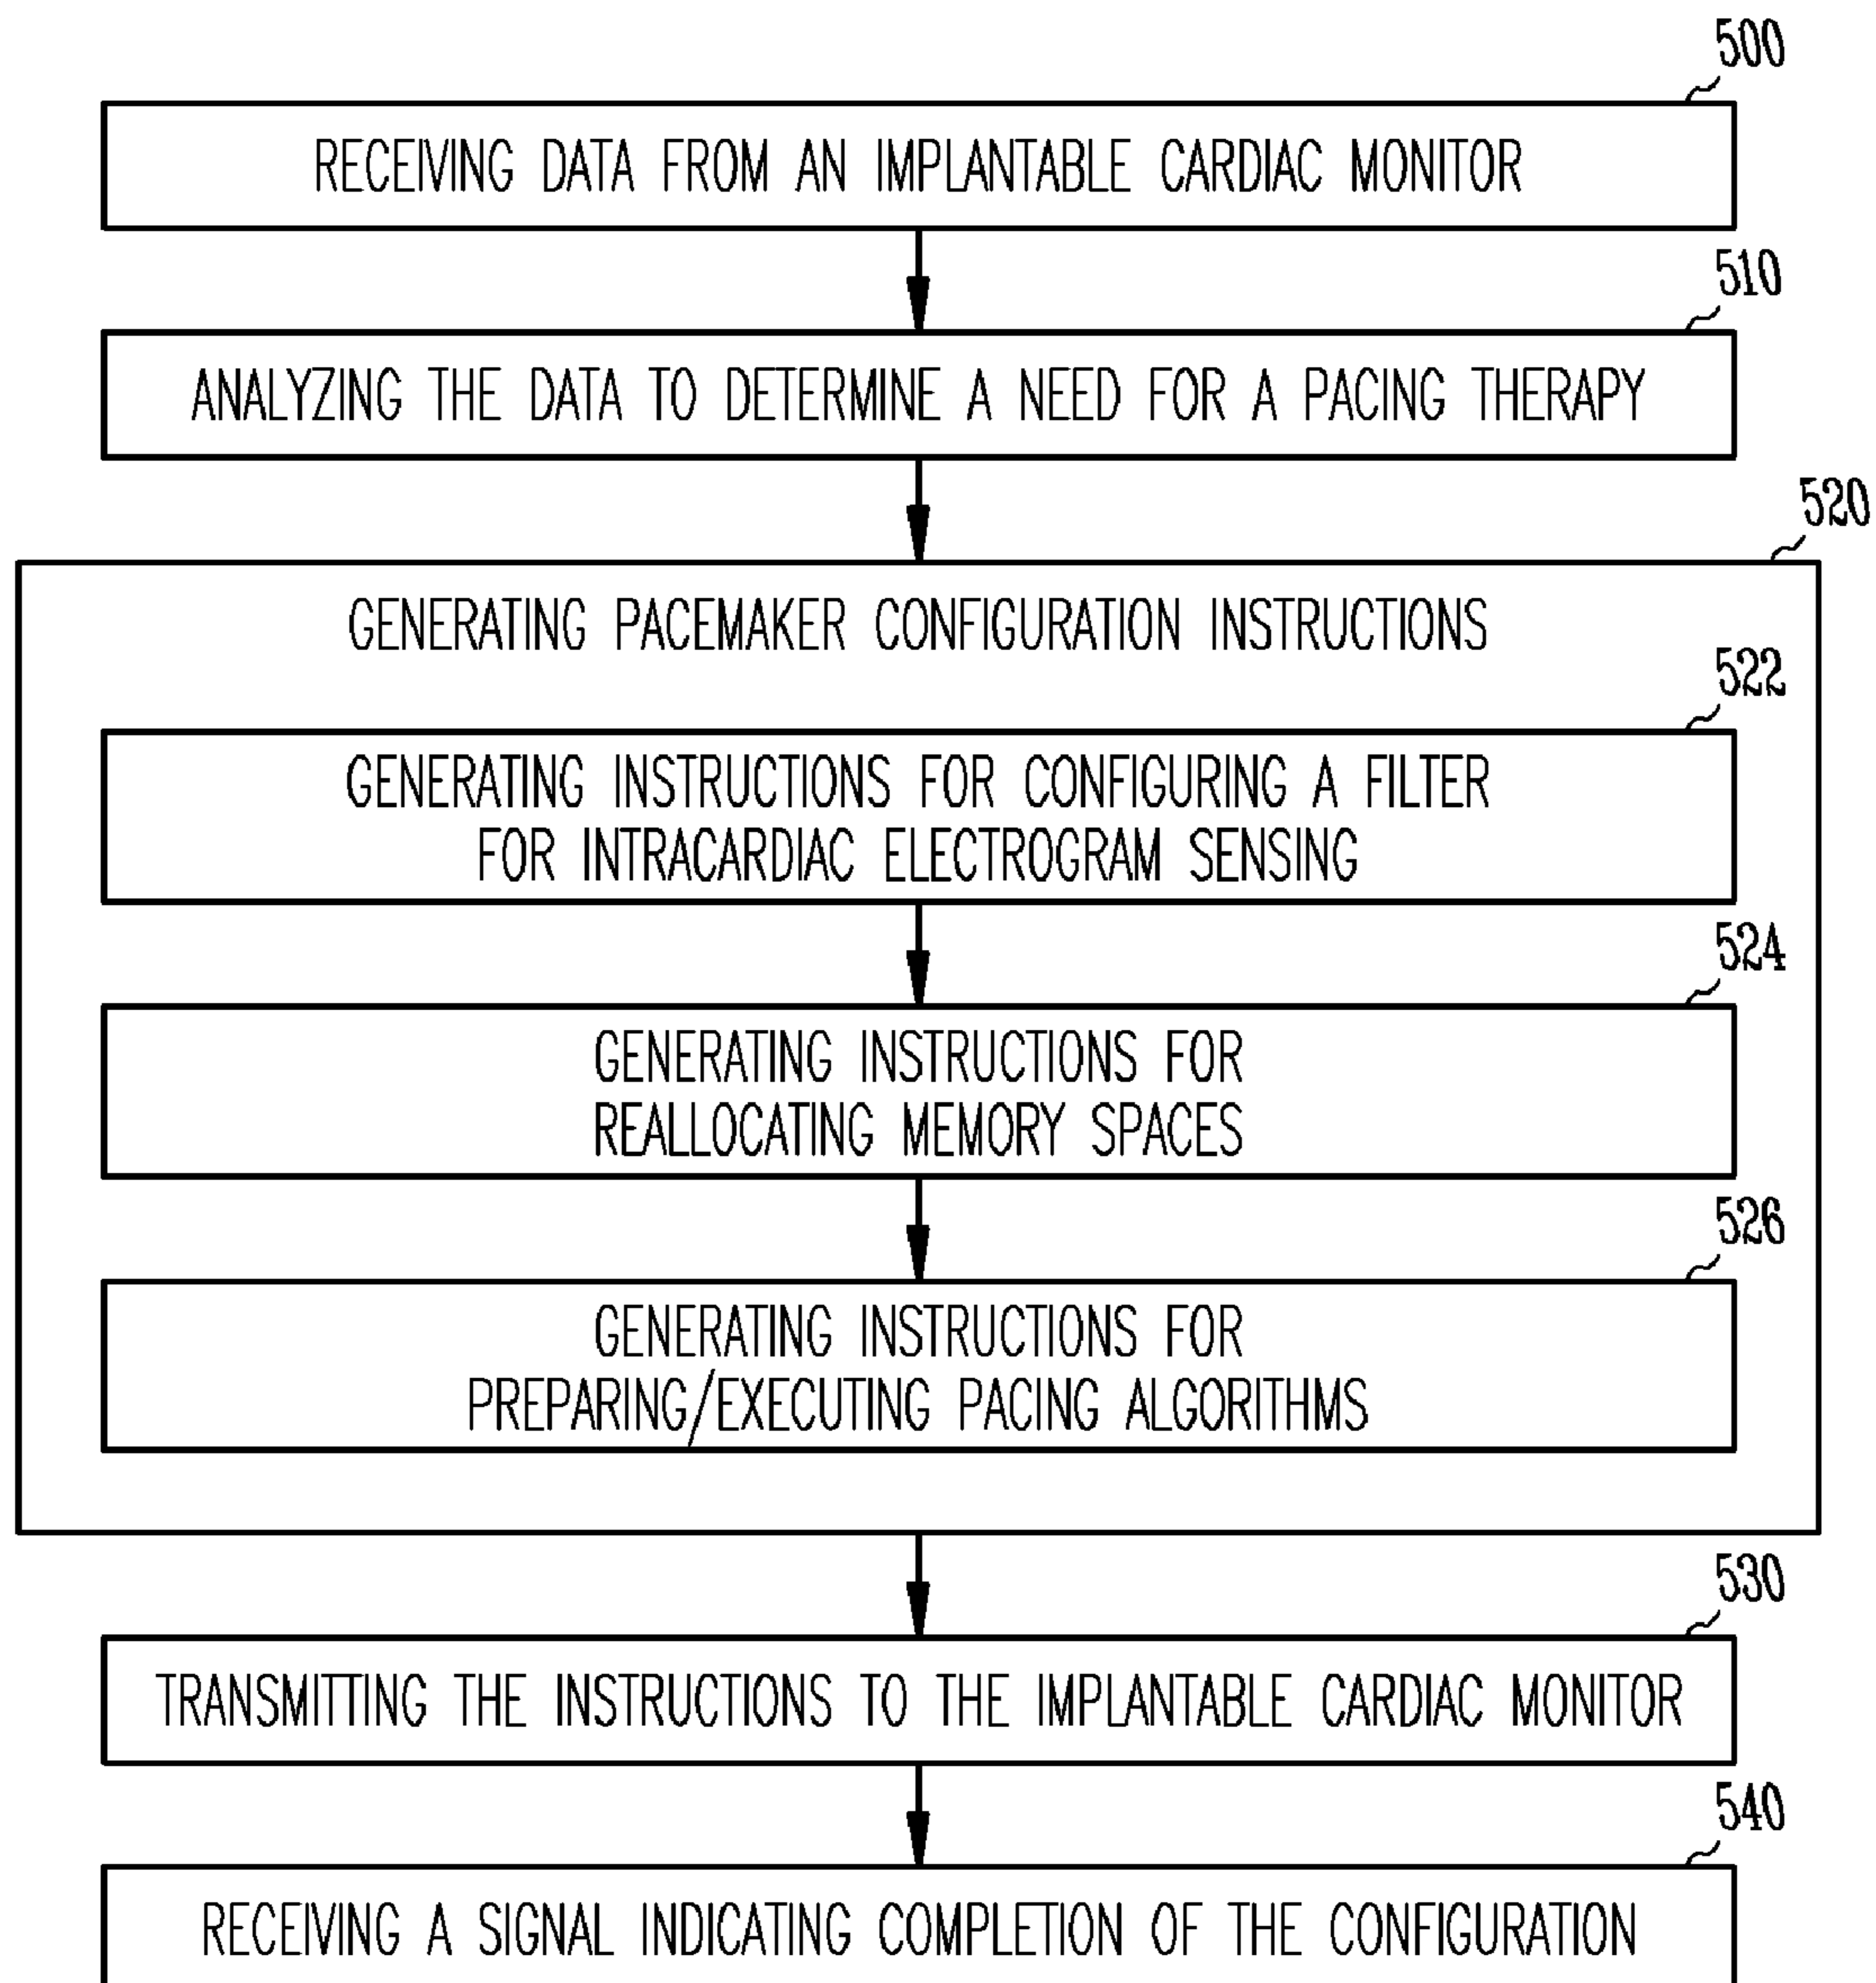 500
RECEIVING DATA FROM AN IMPLANTABLE CARDIAC MONITOR
510
ANALYZING THE DATA TO DETERMINE A NEED FOR A PACING THERAPY
520
GENERATING PACEMAKER CONFIGURATION INSTRUCTIONS
522
GENERATING INSTRUCTIONS FOR CONFIGURING A FILTER
FOR INTRACARDIAC ELECTROGRAM SENSING
524
GENERATING INSTRUCTIONS FOR
REALLOCATING MEMORY SPACES
526
GENERATING INSTRUCTIONS FOR
PREPARING/EXECUTING PACING ALGORITHMS
530
TRANSMITTING THE INSTRUCTIONS TO THE IMPLANTABLE CARDIAC MONITOR
540
RECEIVING A SIGNAL INDICATING COMPLETION OF THE CONFIGURATION